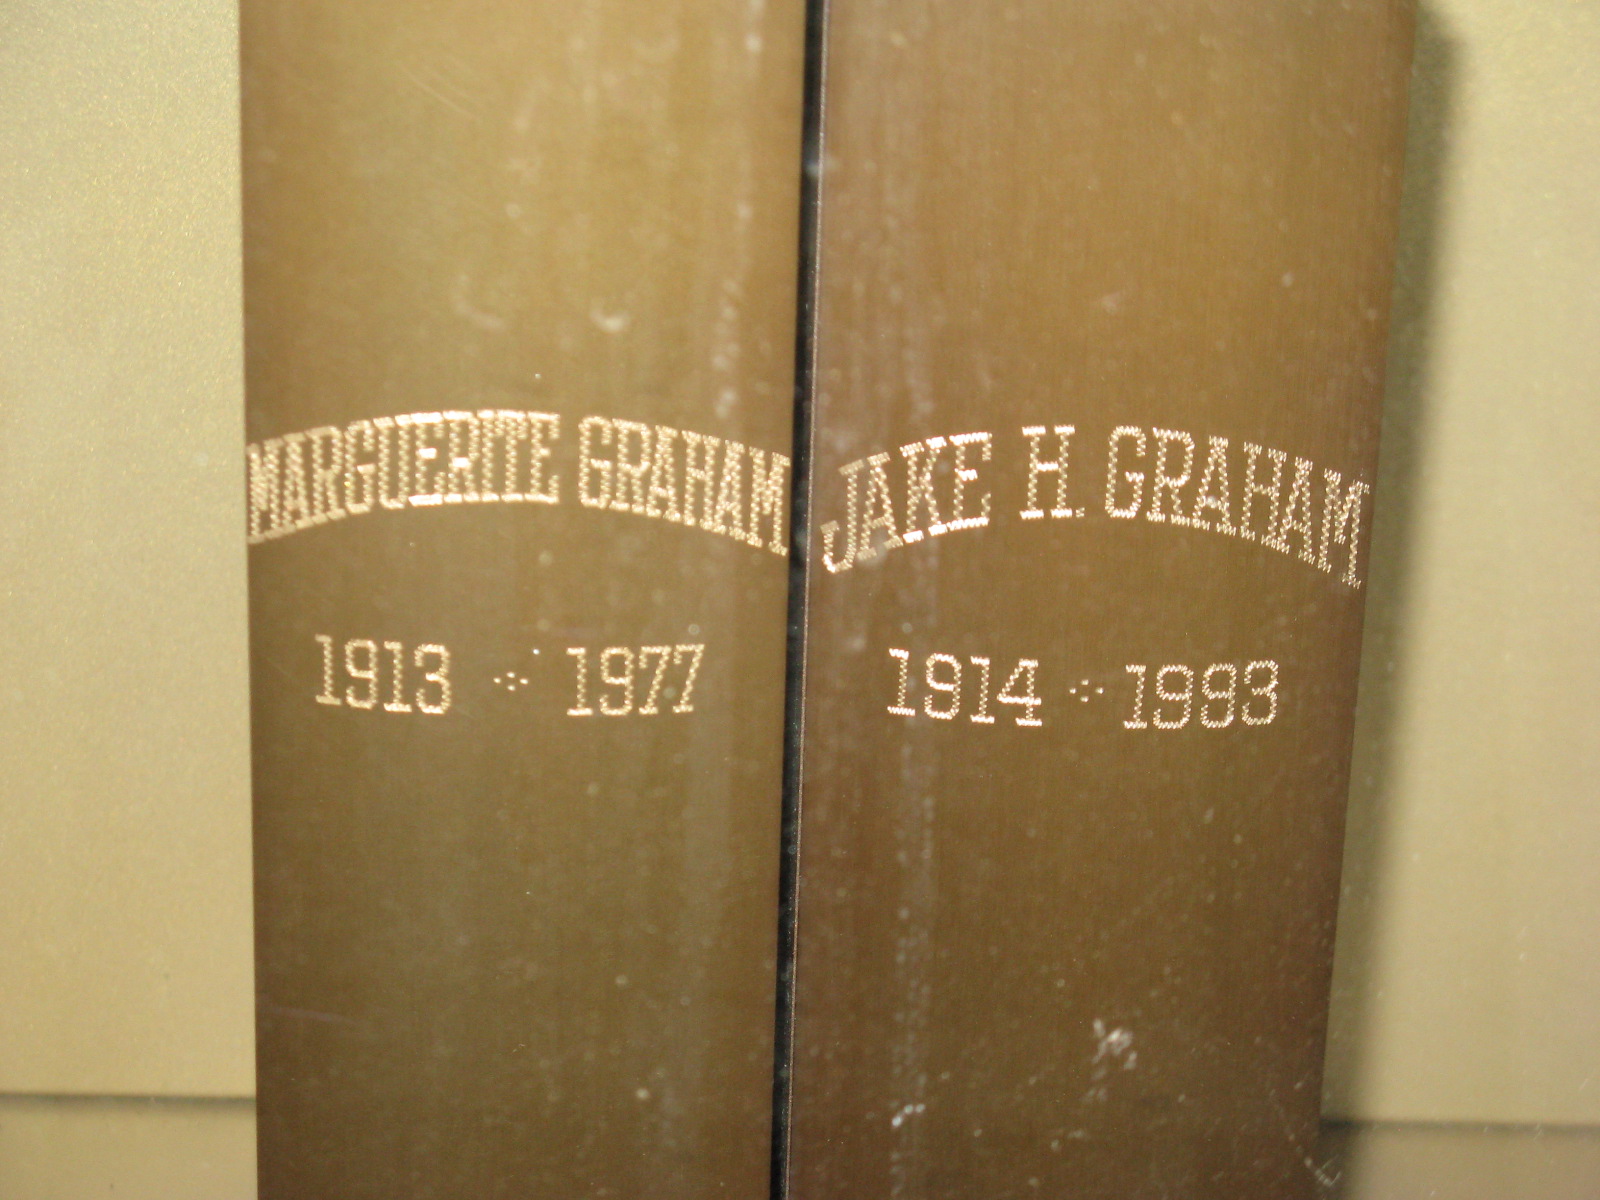 MARGUERITE GRAHAM
1913 ·:· 1977
JAKE H. GRAHAM
1914 ·:· 1993